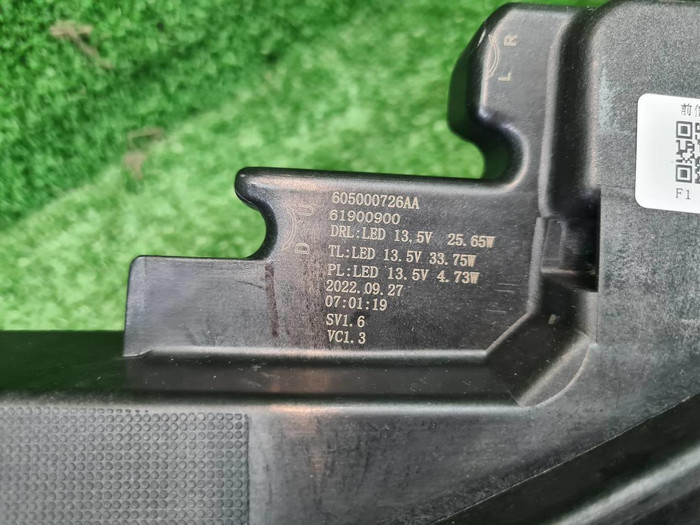 L R
D U
605000726AA
61900900
DRL:LED 13.5V 25.65W
TL:LED 13.5V 33.75W
PL:LED 13.5V 4.73W
2022.09.27
07:01:19
SV1.6
VC1.3
前
F1